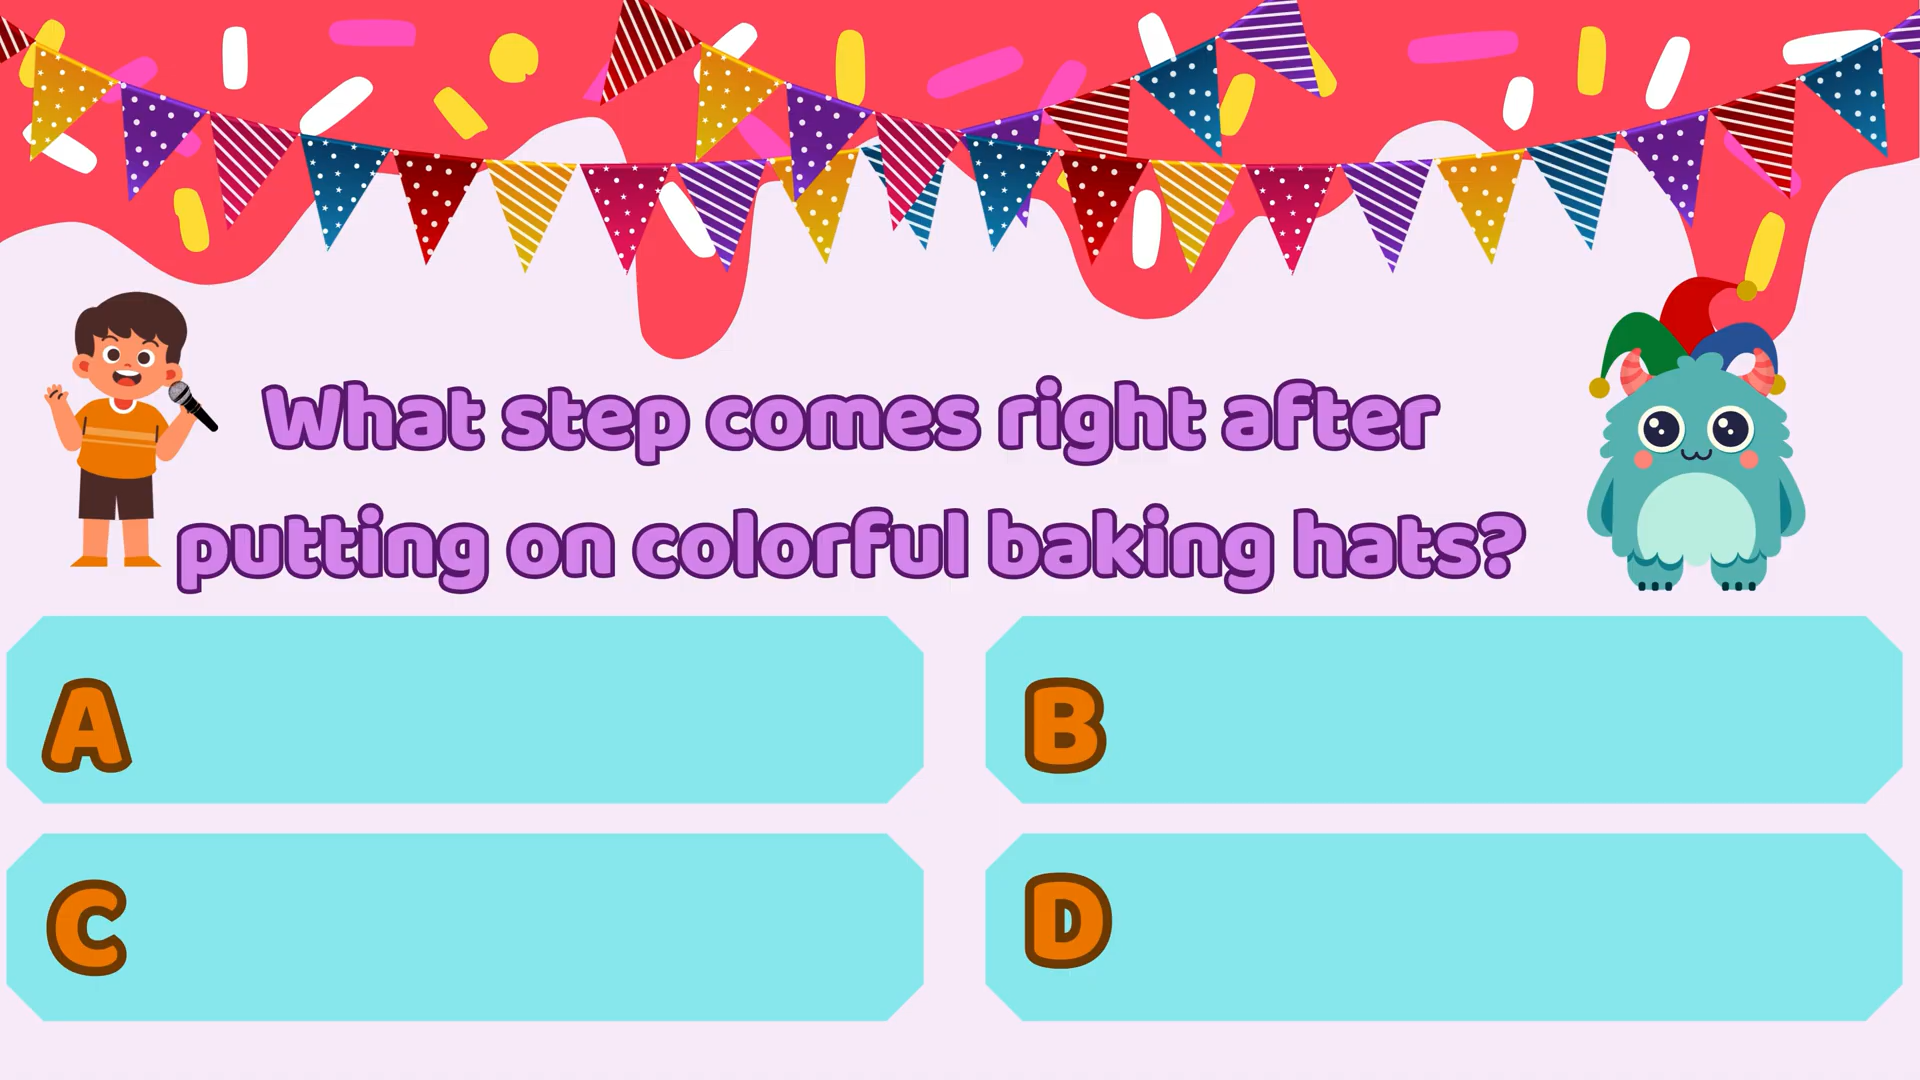 What step comes right after
putting on colorful baking hats?
A
B
C
D